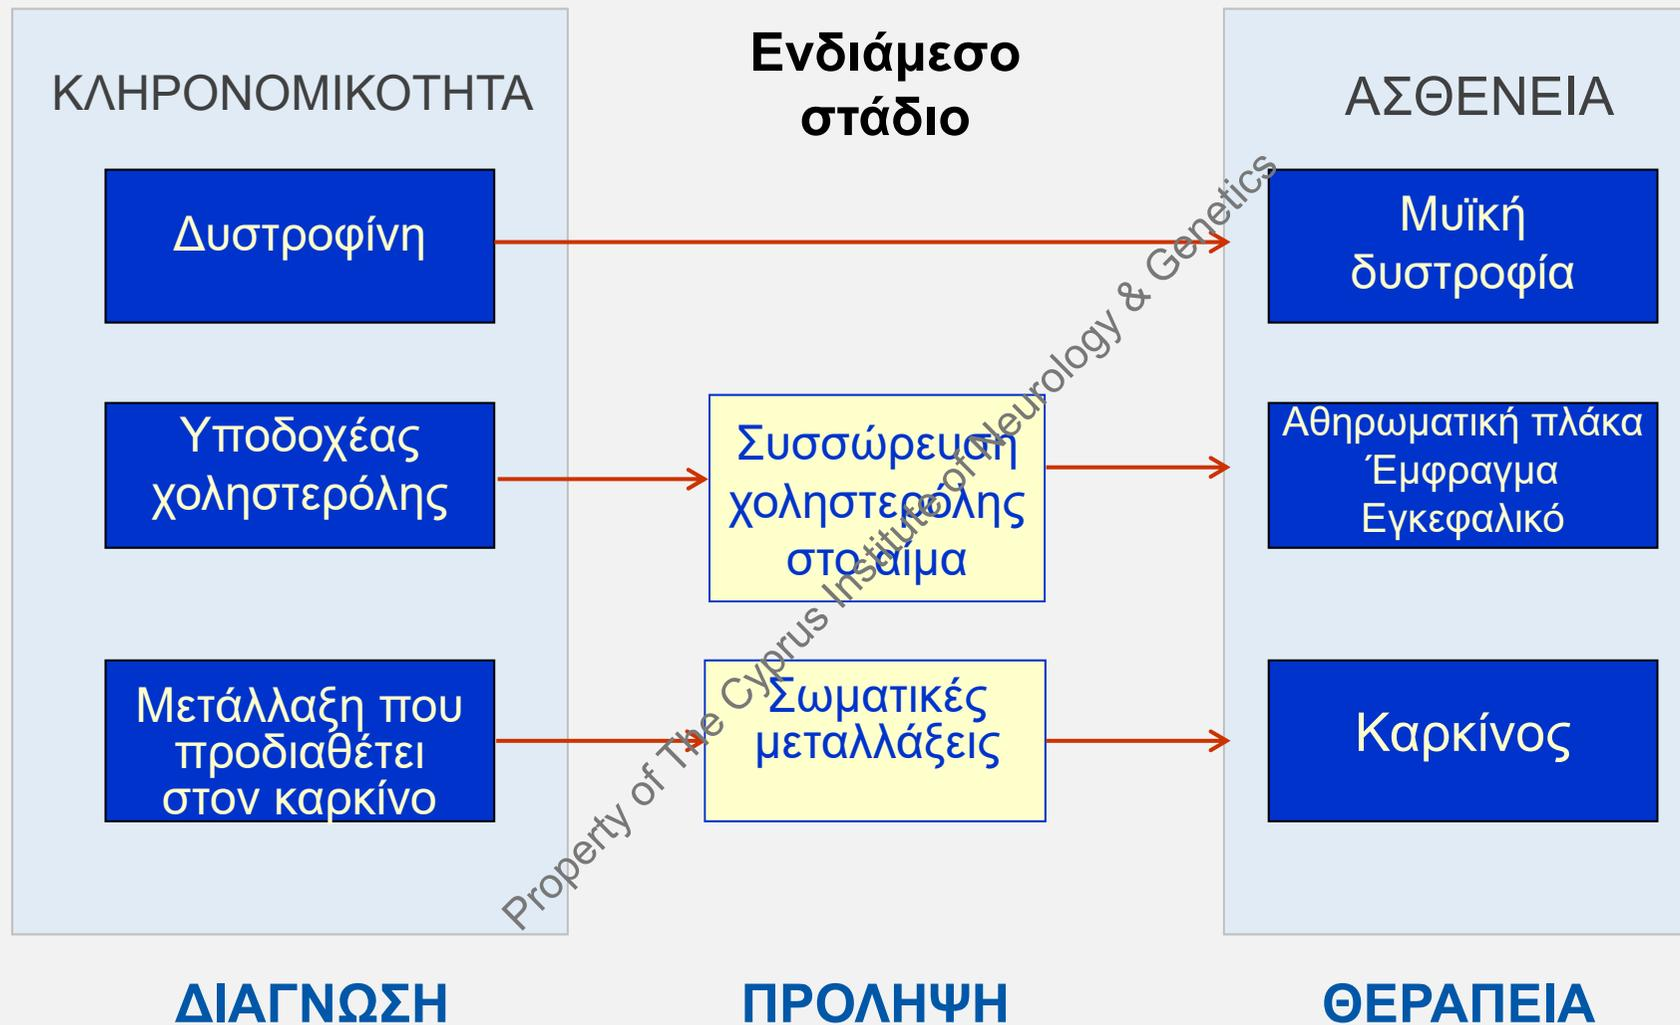 ΚΛΗΡΟΝΟΜΙΚΟΤΗΤΑ
Ενδιάμεσο
στάδιο
ΑΣΘΕΝΕΙΑ
Δυστροφίνη
Μυϊκή
δυστροφία
Υποδοχέας
χοληστερόλης
Συσσώρευση
χοληστερόλης
στο αίμα
Αθηρωματική πλάκα
Έμφραγμα
Εγκεφαλικό
Μετάλλαξη που
προδιαθέτει
στον καρκίνο
Σωματικές
μεταλλάξεις
Καρκίνος
Property of The Cyprus Institute of Neurology & Genetics
ΔΙΑΓΝΩΣΗ
ΠΡΟΛΗΨΗ
ΘΕΡΑΠΕΙΑ